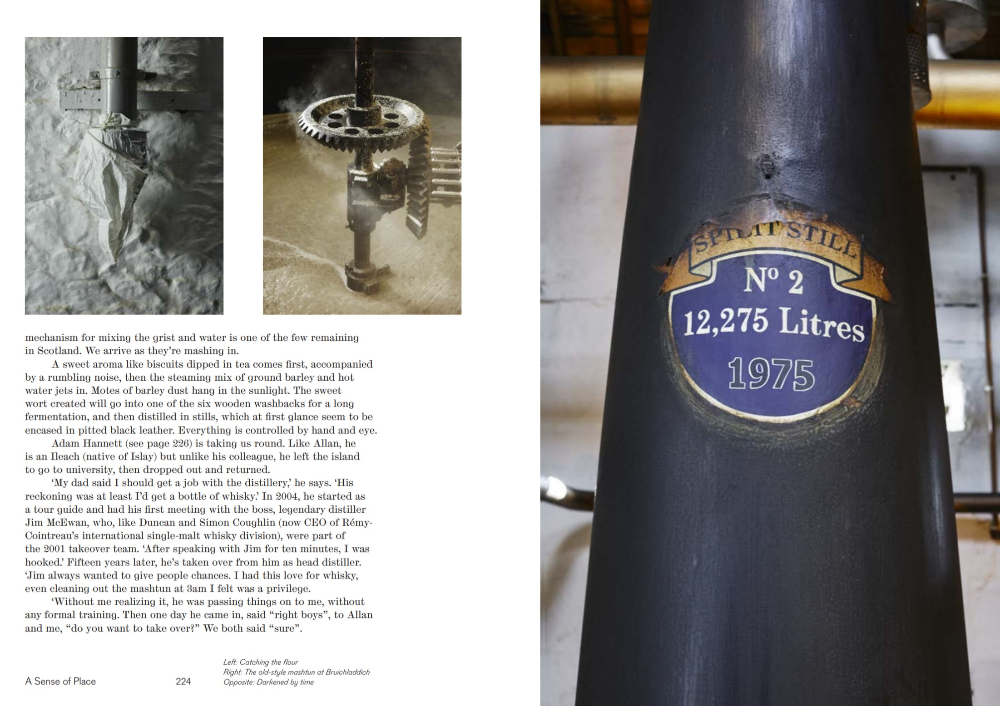 mechanism for mixing the grist and water is one of the few remaining
in Scotland. We arrive as they’re mashing in.
A sweet aroma like biscuits dipped in tea comes first, accompanied
by a rumbling noise, then the steaming mix of ground barley and hot
water jets in. Motes of barley dust hang in the sunlight. The sweet
wort created will go into one of the six wooden washbacks for a long
fermentation, and then distilled in stills, which at first glance seem to be
encased in pitted black leather. Everything is controlled by hand and eye.
Adam Hannett (see page 226) is taking us round. Like Allan, he
is an Ileach (native of Islay) but unlike his colleague, he left the island
to go to university, then dropped out and returned.
‘My dad said I should get a job with the distillery,’ he says. ‘His
reckoning was at least I’d get a bottle of whisky.’ In 2004, he started as
a tour guide and had his first meeting with the boss, legendary distiller
Jim McEwan, who, like Duncan and Simon Coughlin (now CEO of Rémy-
Cointreau’s international single-malt whisky division), were part of
the 2001 takeover team. ‘After speaking with Jim for ten minutes, I was
hooked.’ Fifteen years later, he’s taken over from him as head distiller.
‘Jim always wanted to give people chances. I had this love for whisky,
even cleaning out the mashtun at 3am I felt was a privilege.
‘Without me realizing it, he was passing things on to me, without
any formal training. Then one day he came in, said “right boys”, to Allan
and me, “do you want to take over?” We both said “sure”.
Left: Catching the flour
Right: The old-style mashtun at Bruichladdich
Opposite: Darkened by time
A Sense of Place
224
SPIRIT STILL
Nº 2
12,275 Litres
1975